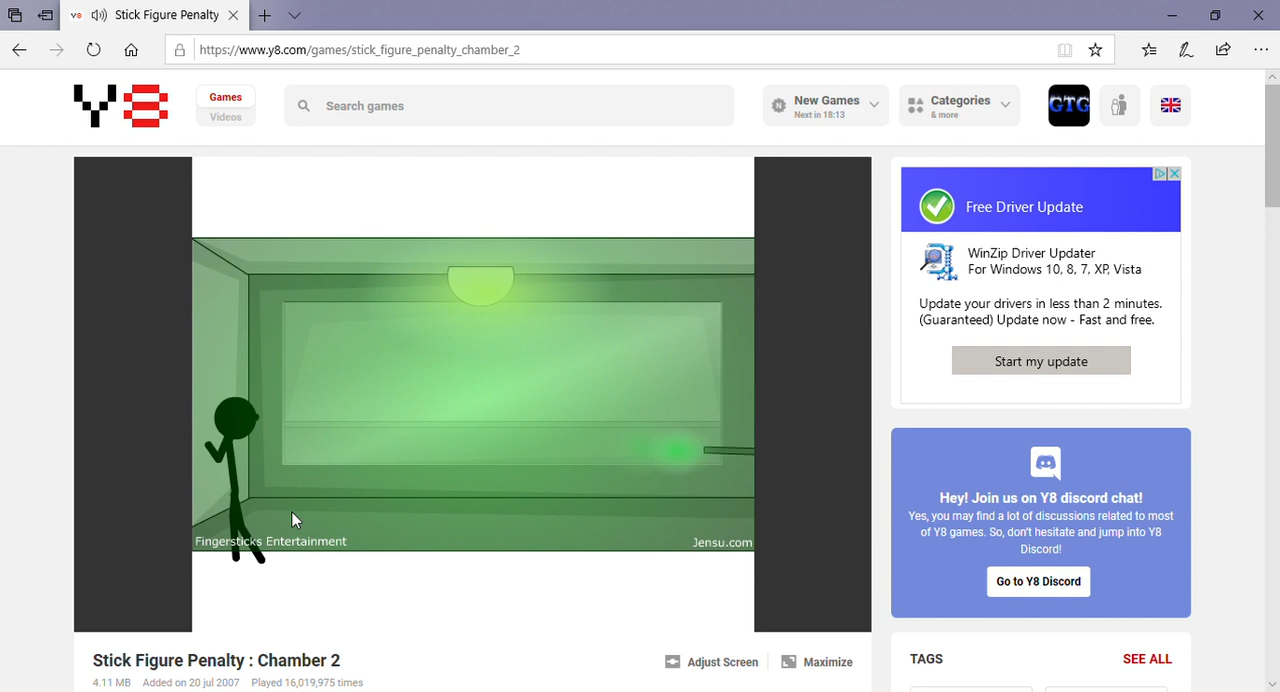 Y8 Stick Figure Penalty
https://www.y8.com/games/stick_figure_penalty_chamber_2
Y8
Games
Videos
Search games
N
New Games
Next in 18:13
Categories
& more
GTG
Free Driver Update
WinZip Driver Updater
For Windows 10, 8, 7, XP, Vista
Update your drivers in less than 2 minutes.
(Guaranteed) Update now - Fast and free.
Start my update
Fingersticks Entertainment
Jensu.com
Hey! Join us on Y8 discord chat!
Yes, you may find a lot of discussions related to most
of Y8 games. So, don't hesitate and jump into Y8
Discord!
Go to Y8 Discord
Stick Figure Penalty : Chamber 2
4.11 MB Added on 20 jul 2007 Played 16,019,975 times
Adjust Screen
Maximize
TAGS
SEE ALL